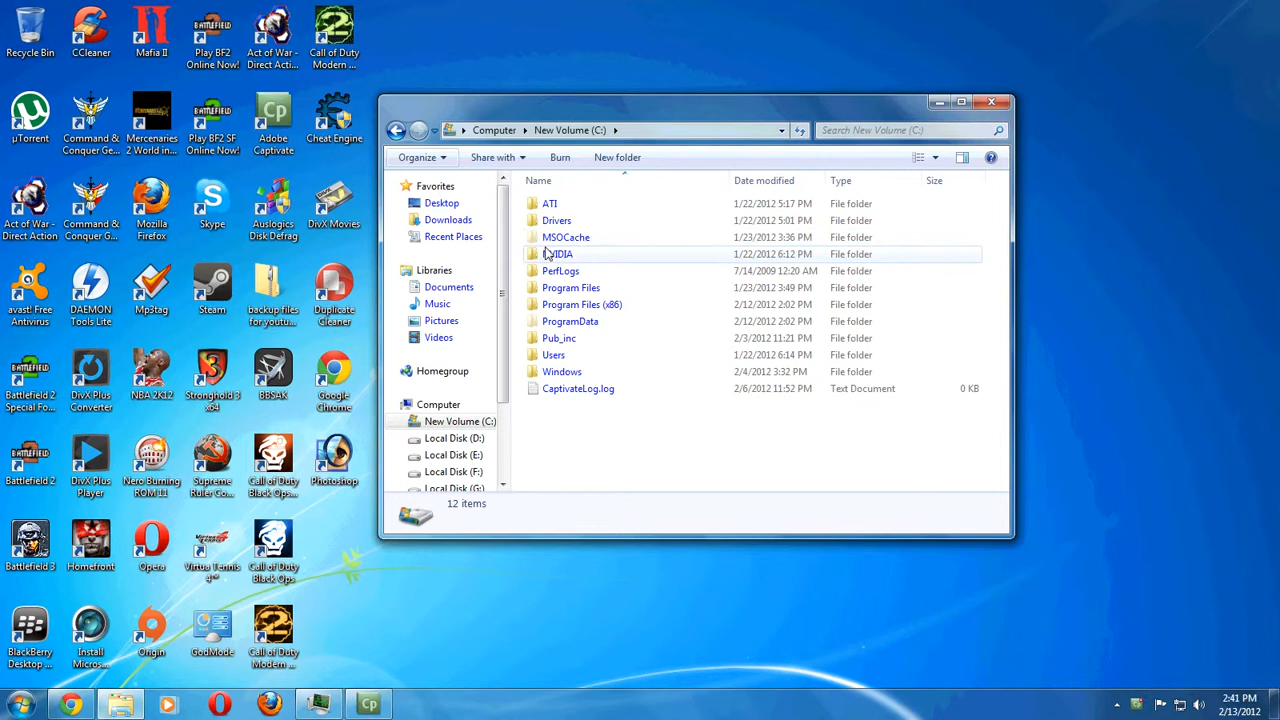 Recycle Bin
CCleaner
Mafia II
Play BF2
Online Now!
Act of War -
Direct Acti...
Call of Duty
Modern ...
µTorrent
Command &
Conquer Ge...
Mercenaries
2 World in...
Play BF2 SF
Online Now!
Adobe
Captivate
Cheat Engine
Act of War -
Direct Action
Command &
Conquer Ge...
Mozilla
Firefox
Skype
Auslogics
Disk Defrag
DivX Movies
avast! Free
Antivirus
DAEMON
Tools Lite
Mp3tag
Steam
backup files
for youtu...
Duplicate
Cleaner
Battlefield 2
Special Fo...
DivX Plus
Converter
NBA 2K12
Stronghold 3
x64
BBSAK
Google
Chrome
Battlefield 2
DivX Plus
Player
Nero Burning
ROM 11
Supreme
Ruler Co...
Call of Duty
Black Ops...
Photoshop
Battlefield 3
Homefront
Opera
Virtua Tennis
4™
Call of Duty
Black Ops
BlackBerry
Desktop ...
Install
Micros...
Origin
GodMode
Call of Duty
Modern ...
Computer New Volume (C:)
Search New Volume (C:)
Organize Share with Burn New folder
Name Date modified Type Size
Favorites
Desktop
Downloads
Recent Places
Libraries
Documents
Music
Pictures
Videos
Homegroup
Computer
New Volume (C:)
Local Disk (D:)
Local Disk (E:)
Local Disk (F:)
Local Disk (G:)
ATI 1/22/2012 5:17 PM File folder
Drivers 1/22/2012 5:01 PM File folder
MSOCache 1/23/2012 3:36 PM File folder
NVIDIA 1/22/2012 6:12 PM File folder
PerfLogs 7/14/2009 12:20 AM File folder
Program Files 1/23/2012 3:49 PM File folder
Program Files (x86) 2/12/2012 2:02 PM File folder
ProgramData 2/12/2012 2:02 PM File folder
Pub_inc 2/3/2012 11:21 PM File folder
Users 1/22/2012 6:14 PM File folder
Windows 2/4/2012 3:32 PM File folder
CaptivateLog.log 2/6/2012 11:52 PM Text Document 0 KB
12 items
2:41 PM
2/13/2012